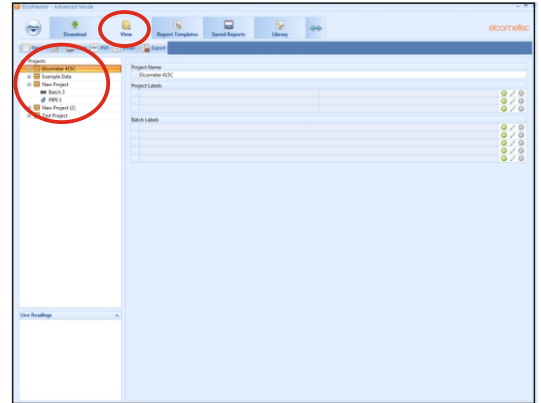 ElcoMaster - Advanced Mode
Download
View
Report Templates
Saved Reports
Library
elcometer
PDF
Export
Projects
Elcometer 415C
Example Data
New Project
Batch 3
PIPE 1
New Project (2)
Test Project
Project Name
Elcometer 415C
Project Labels
Batch Labels
Live Readings